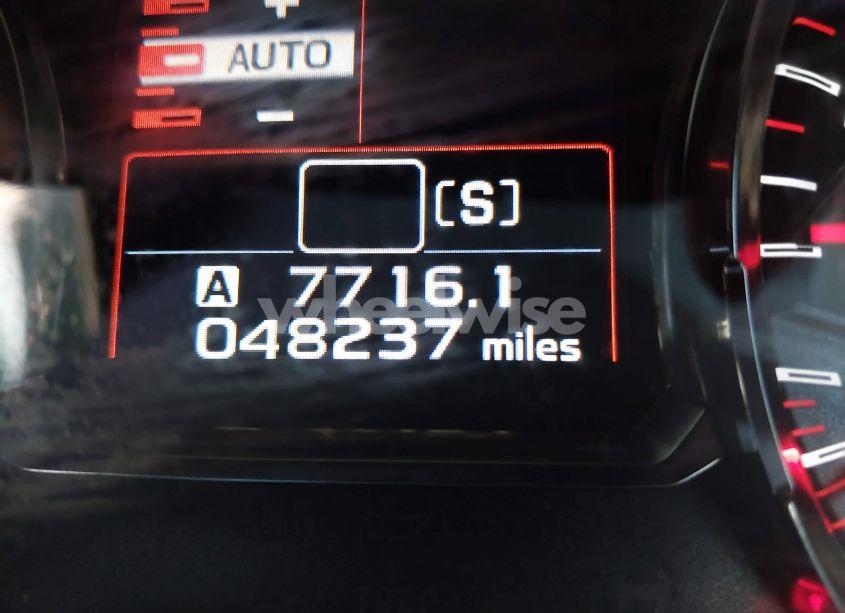 +
AUTO
-
[S]
A 7716.1
wheelwise
048237 miles